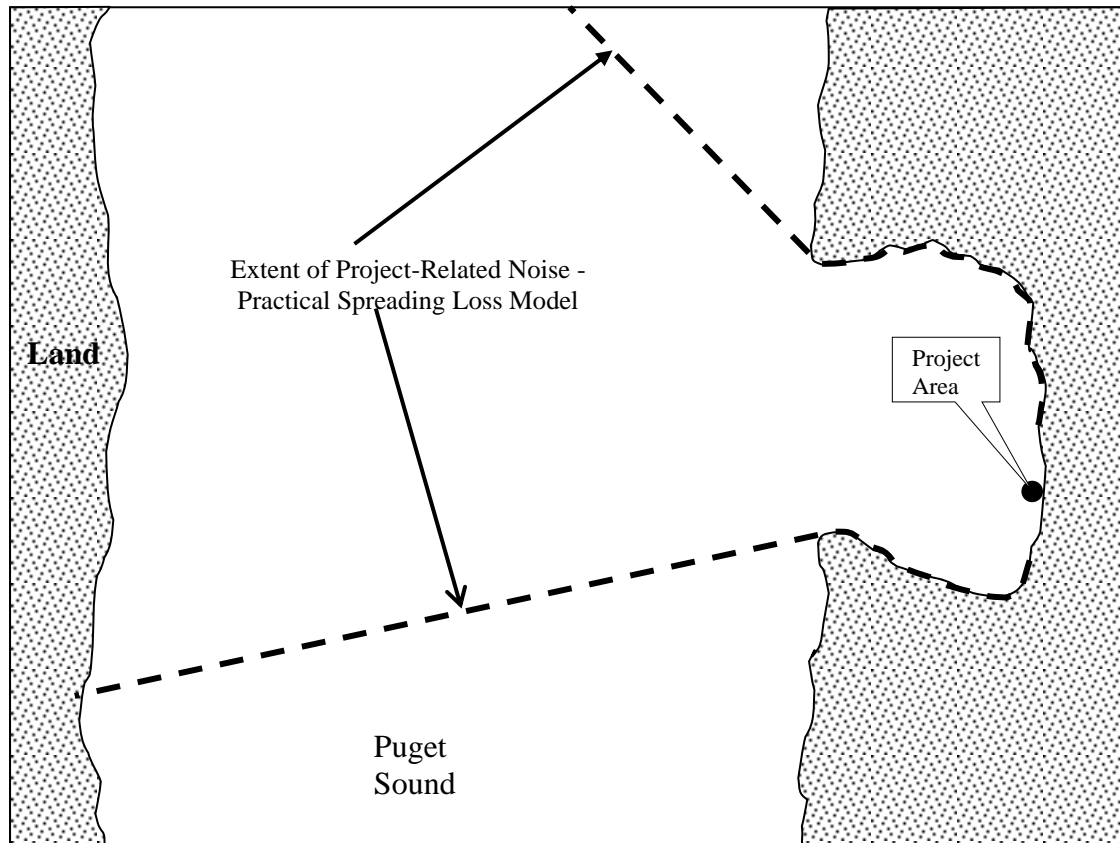 Extent of Project-Related Noise -
Practical Spreading Loss Model
Land
Project
Area
Puget
Sound